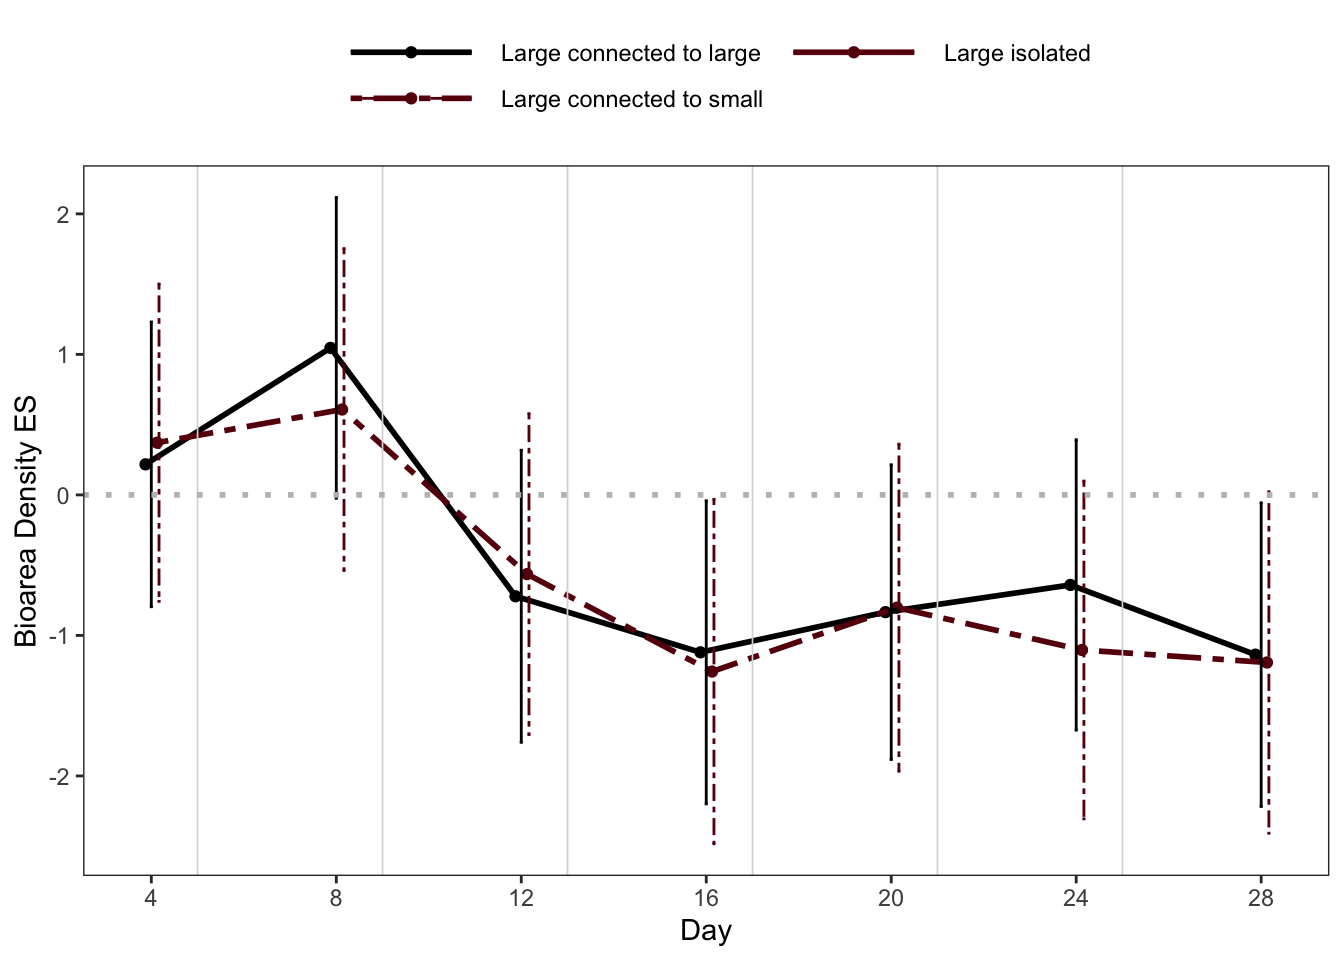 Large connected to large
Large isolated
Large connected to small
Bioarea Density ES
2
1
0
-1
-2
4 8 12 16 20 24 28
Day